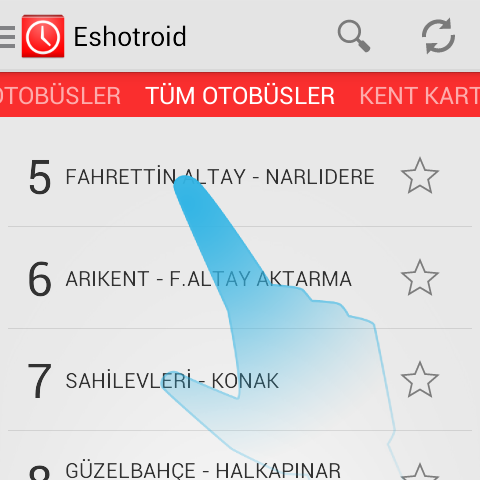 Eshotroid
OTOBÜSLER TÜM OTOBÜSLER KENT KART
5 FAHRETTİN ALTAY - NARLIDERE
6 ARIKENT - F.ALTAY AKTARMA
7 SAHİLEVLERİ - KONAK
8 GÜZELBAHÇE - HALKAPINAR